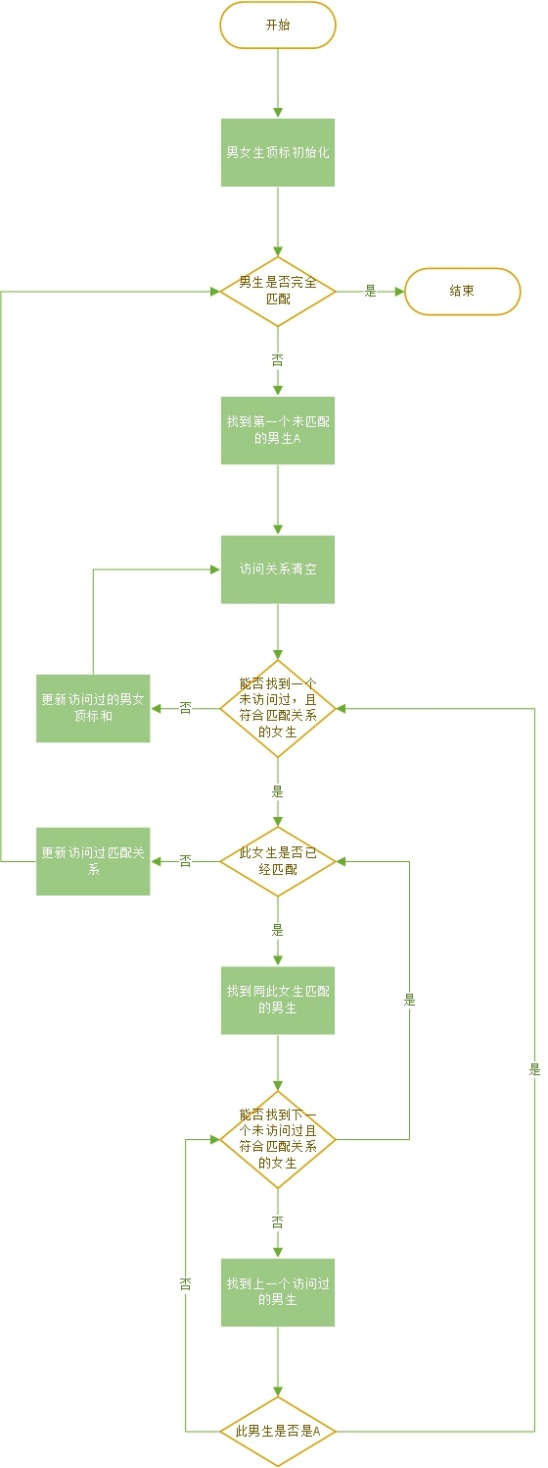 开始
男女生顶标初始化
男生是否完全
匹配
是
结束
否
找到第一个未匹配
的男生A
访问关系清空
能否找到一个
未访问过，且
符合匹配关系
的女生
否
更新访问过的男女
顶标和
是
此女生是否已
经匹配
否
更新访问过匹配关
系
是
找到同此女生匹配
的男生
是
是
能否找到下一
个未访问过且
符合匹配关系
的女生
否
找到上一个访问过
的男生
否
此男生是否是A